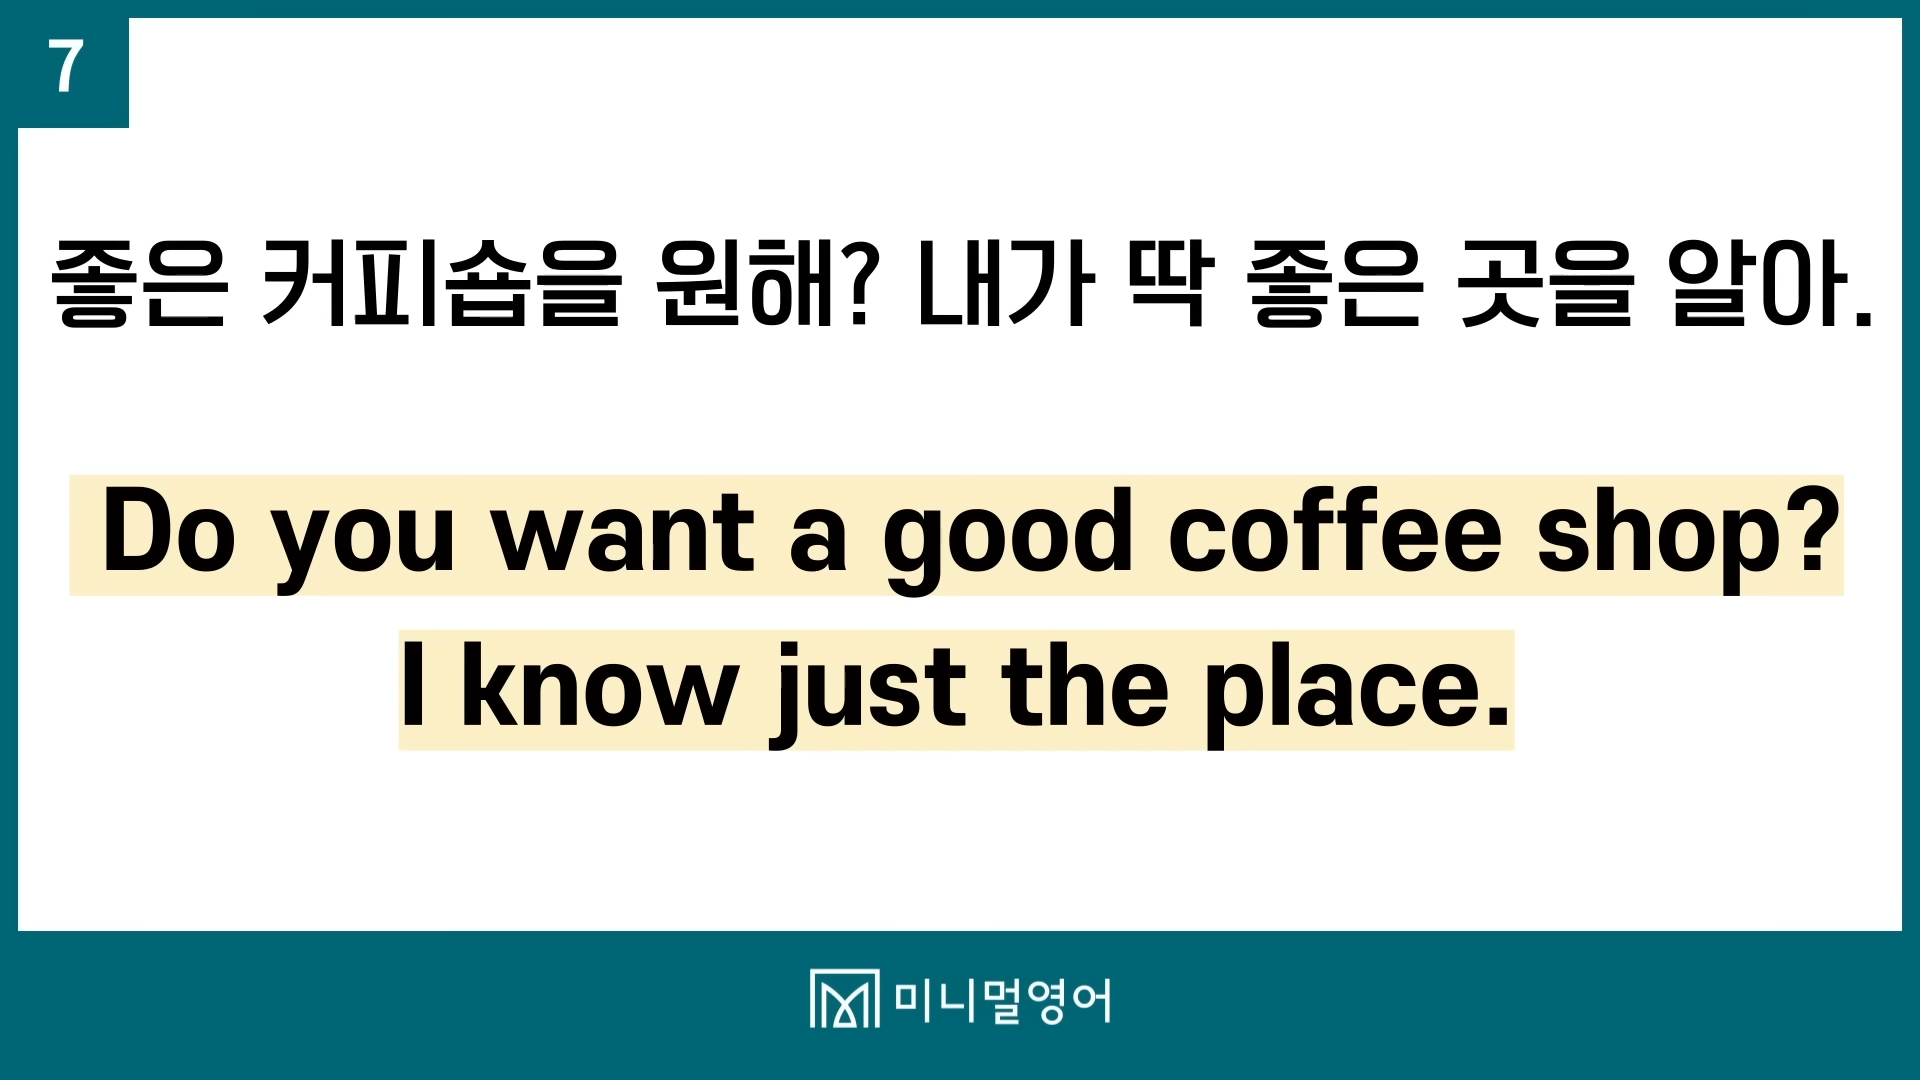 7
좋은 커피숍을 원해? 내가 딱 좋은 곳을 알아.
Do you want a good coffee shop?
I know just the place.
미니멀영어